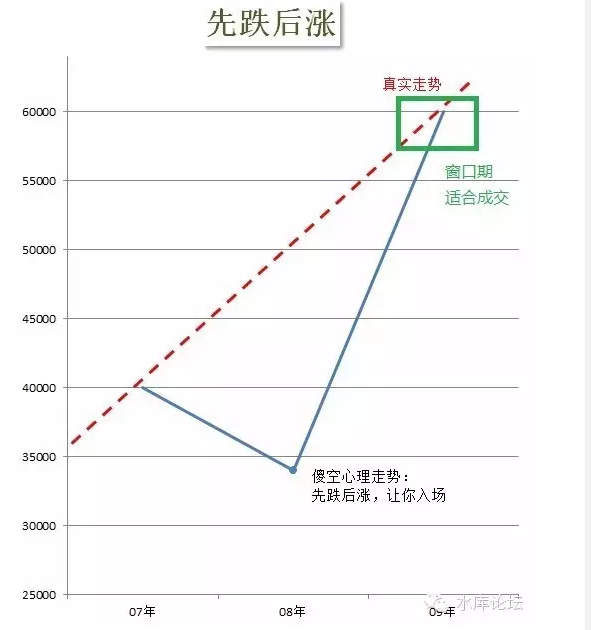 先跌后涨
真实走势
60000
窗口期
适合成交
55000
50000
45000
40000
35000
傻空心理走势：
先跌后涨，让你入场
30000
25000
07年
08年
09年
水库论坛